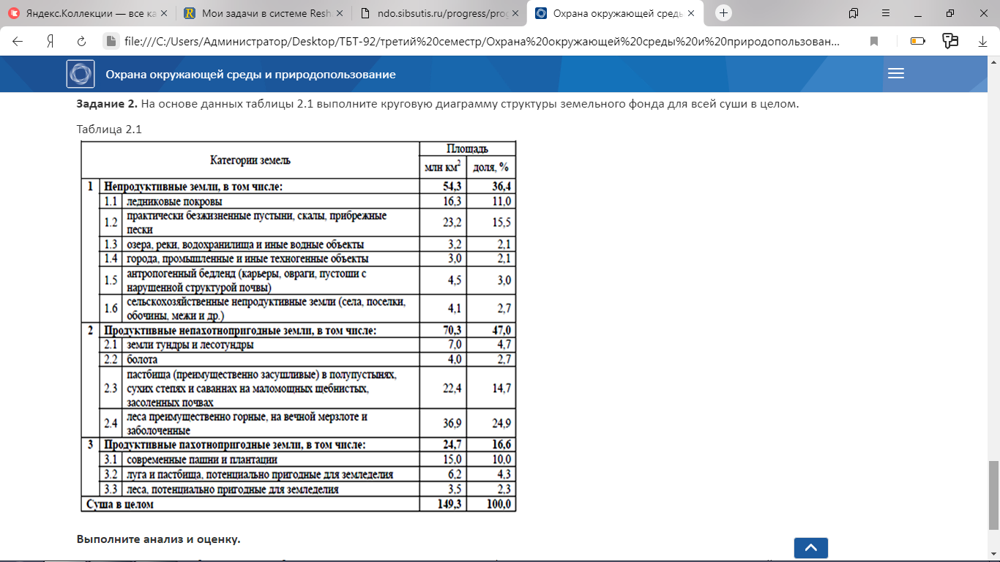 Яндекс.Коллекции — все ка
Мои задачи в системе Resh
ndo.sibsutis.ru/progress/prog
Охрана окружающей средь
file:///C:/Users/Администратор/Desktop/ТБТ-92/третий%20семестр/Охрана%20окружающей%20среды%20и%20природопользован...
Охрана окружающей среды и природопользование
Задание 2. На основе данных таблицы 2.1 выполните круговую диаграмму структуры земельного фонда для всей суши в целом.
Таблица 2.1
Категории земель
Площадь
млн км² доля, %
1 Непродуктивные земли, в том числе: 54,3 36,4
1.1 ледниковые покровы 16,3 11,0
1.2 практически безжизненные пустыни, скалы, прибрежные
пески 23,2 15,5
1.3 озера, реки, водохранилища и иные водные объекты 3,2 2,1
1.4 города, промышленные и иные техногенные объекты 3,0 2,1
1.5 антропогенный бедленд (карьеры, овраги, пустоши с
нарушенной структурой почвы) 4,5 3,0
1.6 сельскохозяйственные непродуктивные земли (села, поселки,
обочины, межи и др.) 4,1 2,7
2 Продуктивные непахотнопригодные земли, в том числе: 70,3 47,0
2.1 земли тундры и лесотундры 7,0 4,7
2.2 болота 4,0 2,7
2.3 пастбища (преимущественно засушливые) в полупустынях,
сухих степях и саваннах на маломощных щебнистых,
засоленных почвах 22,4 14,7
2.4 леса преимущественно горные, на вечной мерзлоте и
заболоченные 36,9 24,9
3 Продуктивные пахотнопригодные земли, в том числе: 24,7 16,6
3.1 современные пашни и плантации 15,0 10,0
3.2 луга и пастбища, потенциально пригодные для земледелия 6,2 4,3
3.3 леса, потенциально пригодные для земледелия 3,5 2,3
Суша в целом 149,3 100,0
Выполните анализ и оценку.